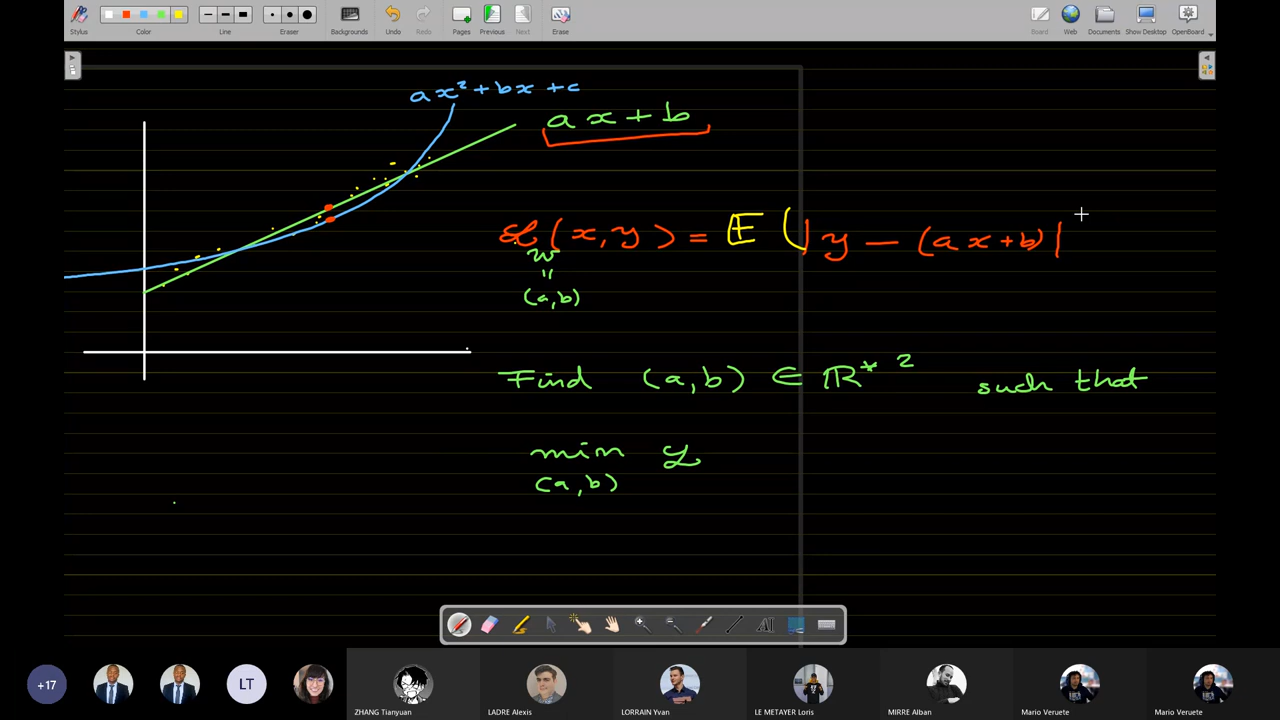 Stylus Color Line Eraser Backgrounds Undo Redo Pages Previous Next Erase Board Web Documents Show Desktop OpenBoard
ax² + bx + c
ax + b
ℒ(x, y) = 𝔼 (|y − (ax+b)|
w
=
(a,b)
Find (a,b) ∈ ℝ*² such that
min ℒ
(a,b)
+17
LT
ZHANG Tianyuan
LADRE Alexis
LORRAIN Yvan
LE METAYER Loris
MIRRE Alban
Mario Veruete
Mario Veruete